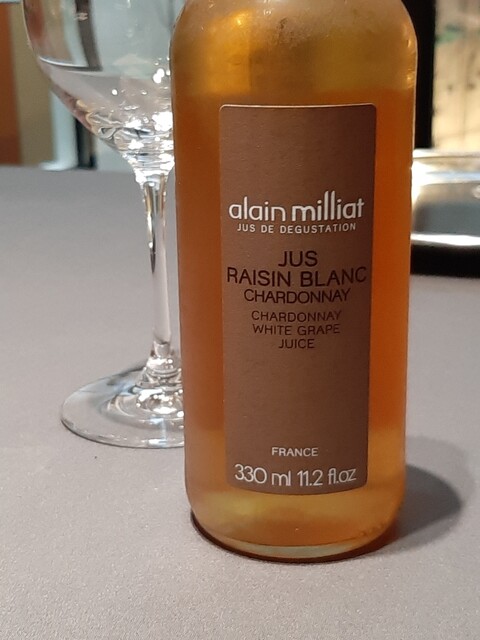 alain milliat
JUS DE DEGUSTATION
JUS
RAISIN BLANC
CHARDONNAY
CHARDONNAY
WHITE GRAPE
JUICE
FRANCE
330 ml 11.2 fl.oz